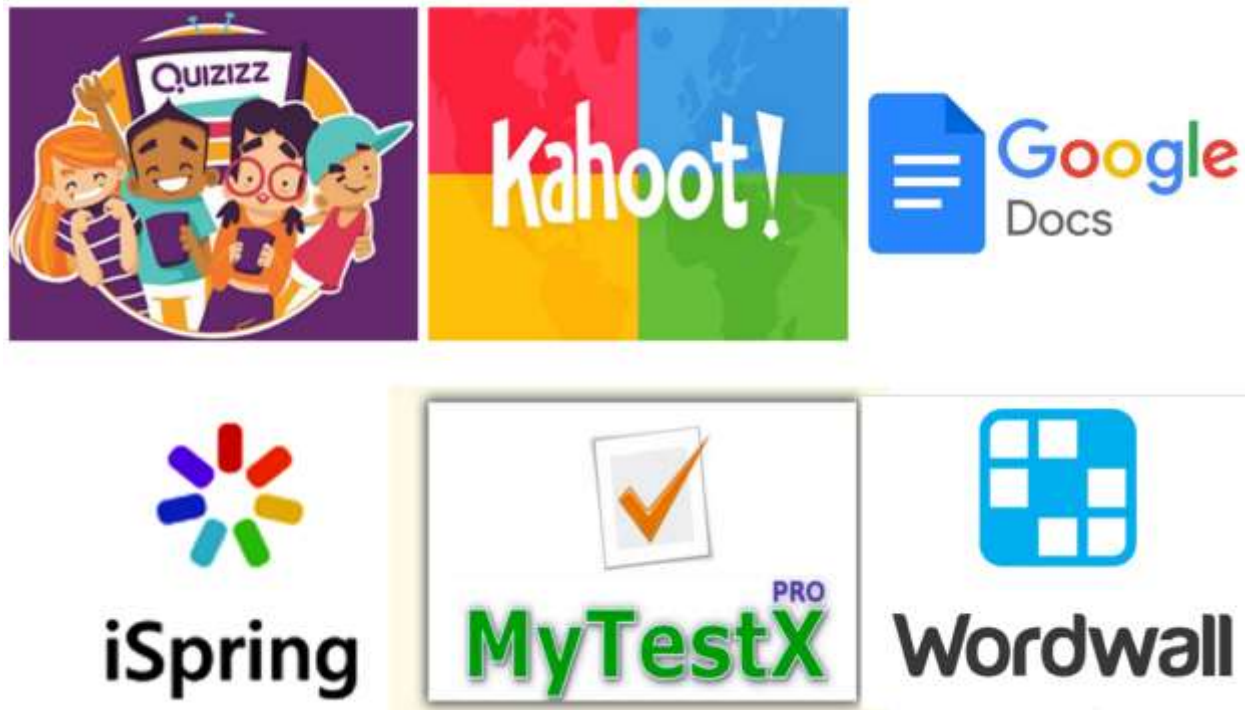 QUIZIZZ
Kahoot!
Google
Docs
iSpring
PRO
MyTestX
Wordwall